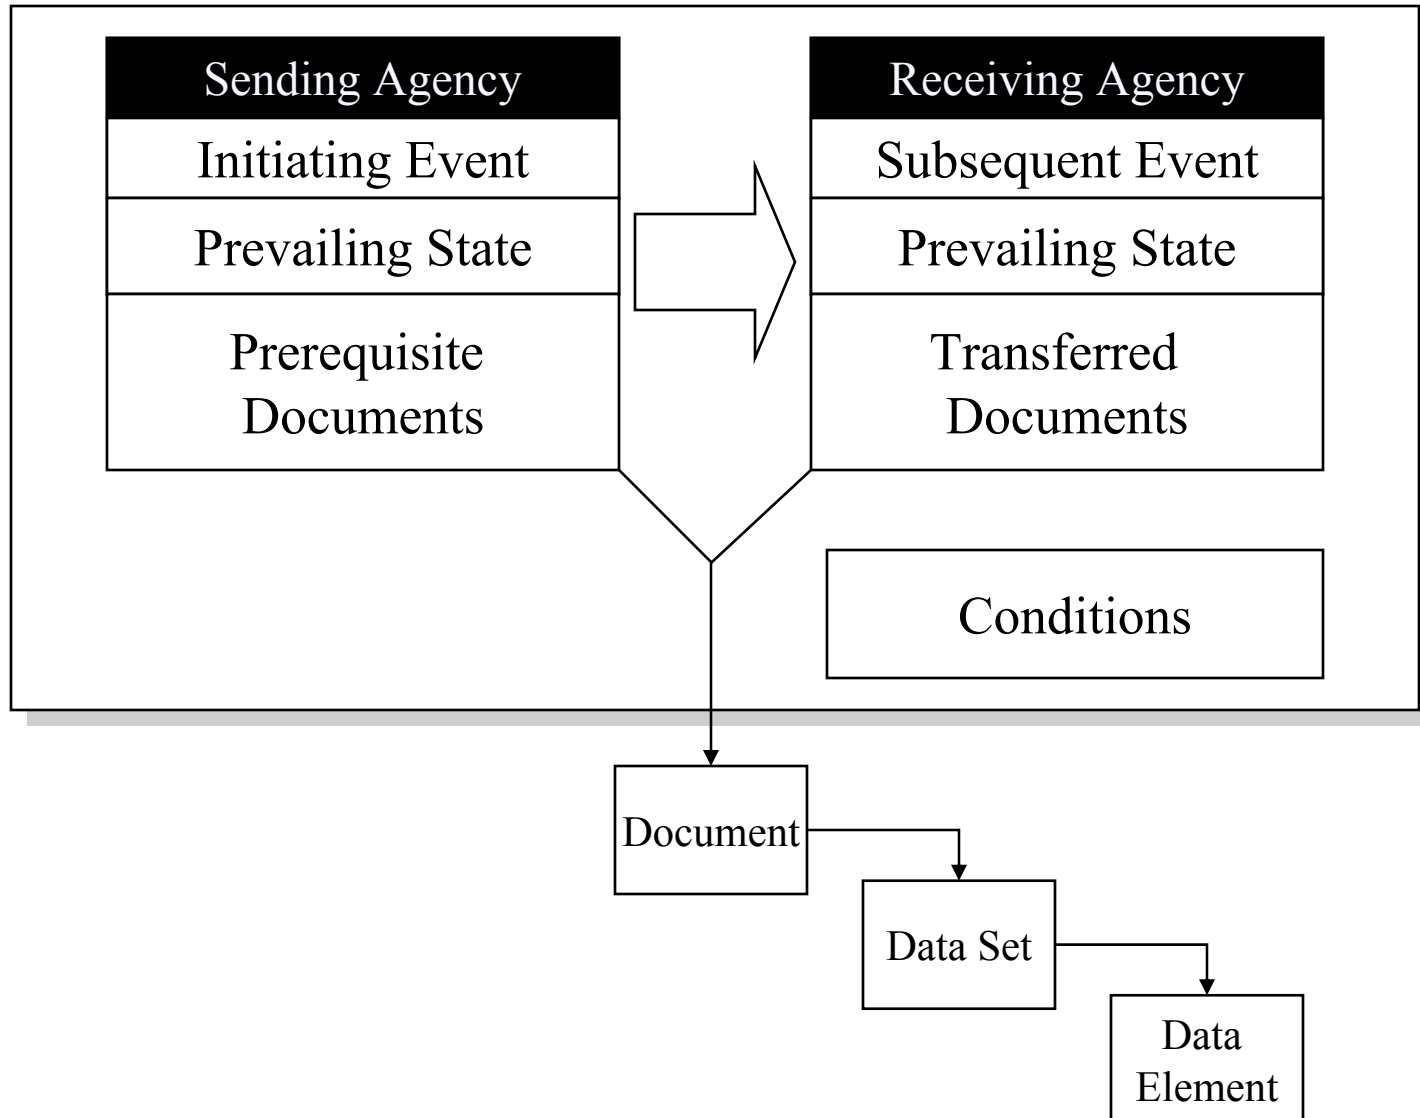 Sending Agency
Initiating Event
Prevailing State
Prerequisite
Documents
Receiving Agency
Subsequent Event
Prevailing State
Transferred
Documents
Conditions
Document
Data Set
Data
Element